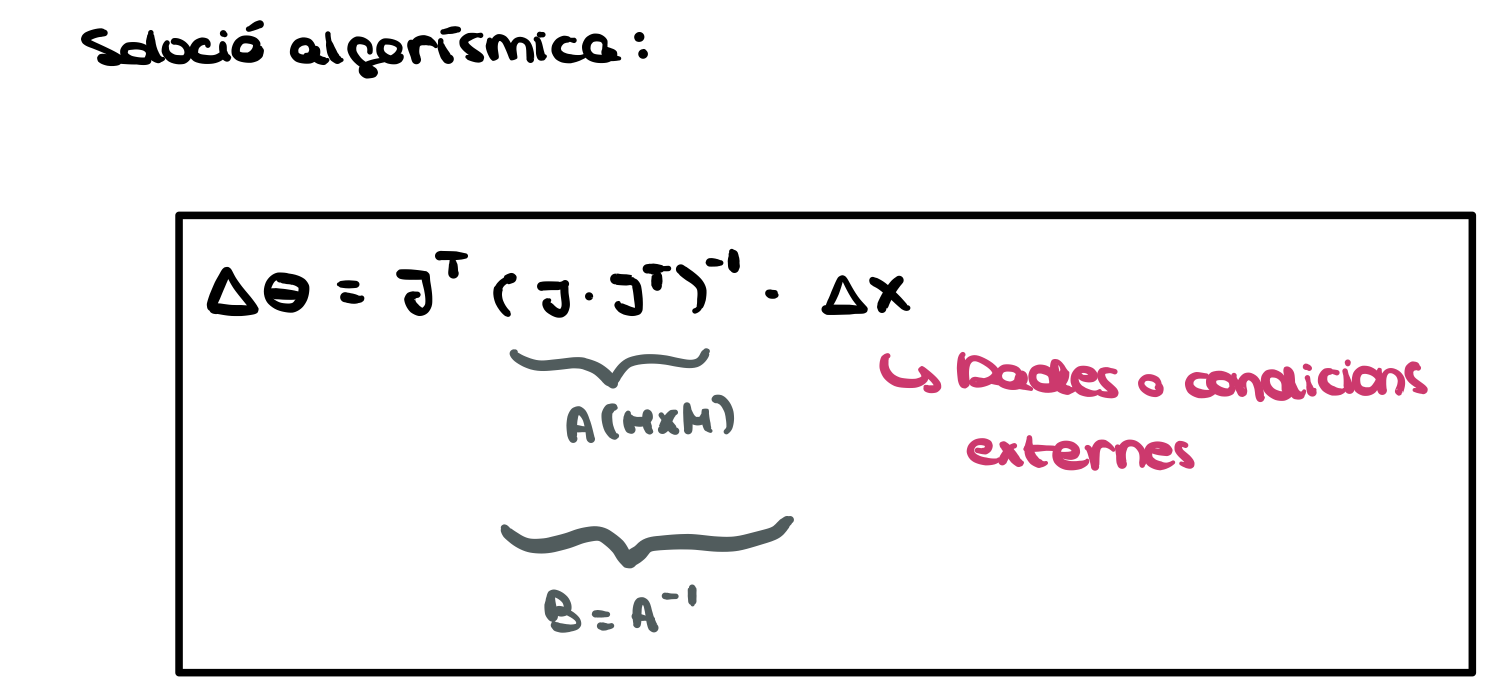 Solució algorísmica:
Δθ = J^T (J · J^T)^-1 · Δx
↳ Dades o condicions
externes
A(MxM)
B = A^-1